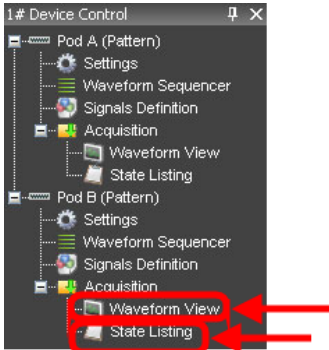 1# Device Control
Pod A (Pattern)
Settings
Waveform Sequencer
Signals Definition
Acquisition
Waveform View
State Listing
Pod B (Pattern)
Settings
Waveform Sequencer
Signals Definition
Acquisition
Waveform View
State Listing